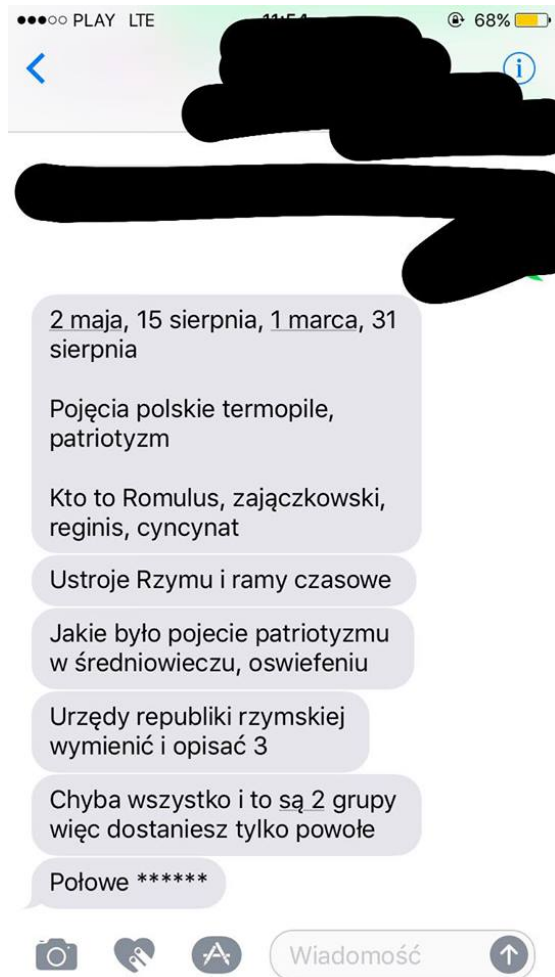 PLAY LTE
68%
2 maja, 15 sierpnia, 1 marca, 31
sierpnia
Pojęcia polskie termopile,
patriotyzm
Kto to Romulus, zajączkowski,
reginis, cyncynat
Ustroje Rzymu i ramy czasowe
Jakie było pojecie patriotyzmu
w średniowieczu, oswiefeniu
Urzędy republiki rzymskiej
wymienić i opisać 3
Chyba wszystko i to są 2 grupy
więc dostaniesz tylko powołe
Połowe ******
Wiadomość